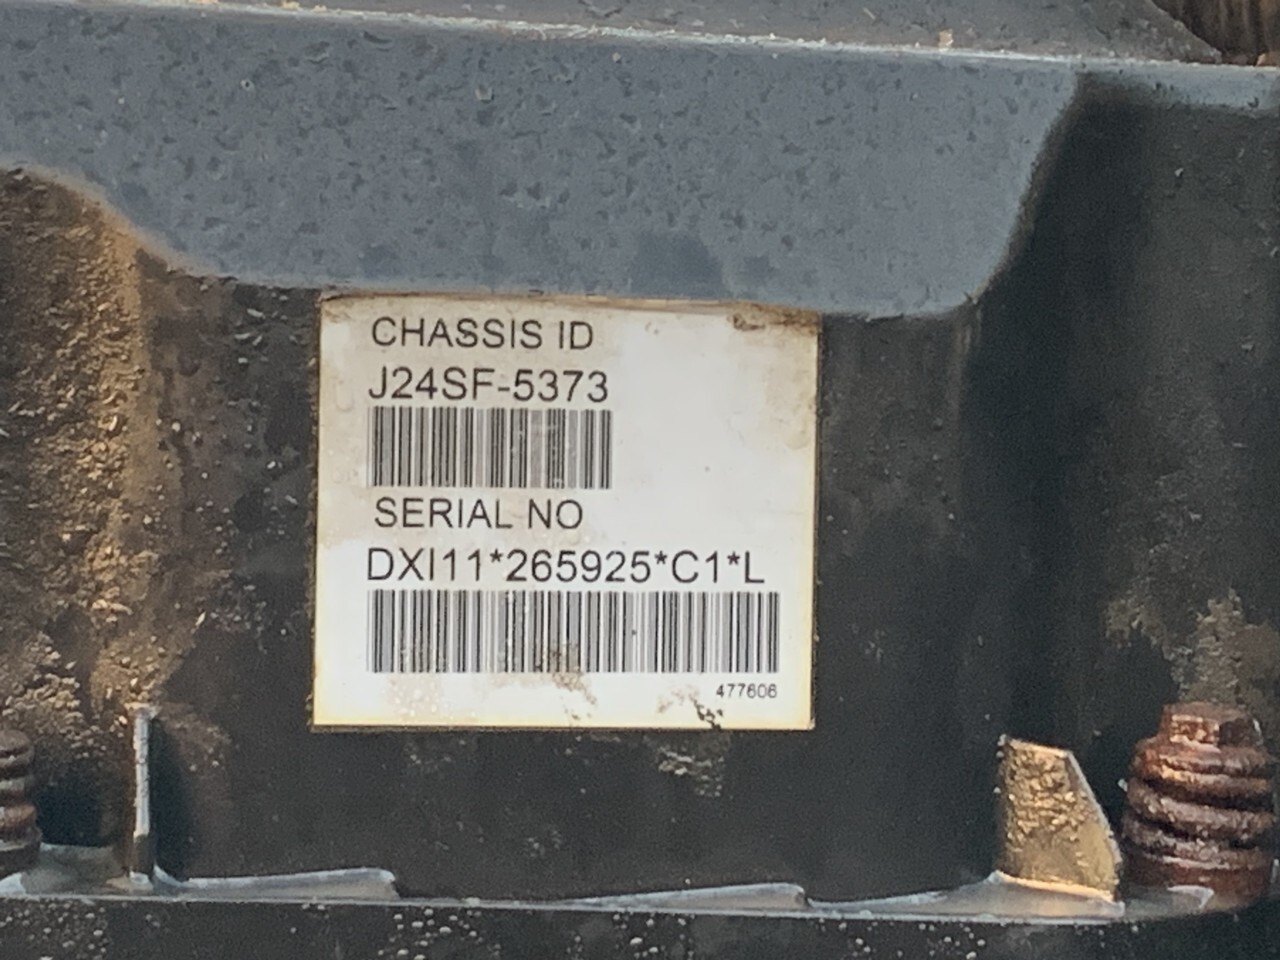 CHASSIS ID
J24SF-5373
SERIAL NO
DXI11*265925*C1*L
477606